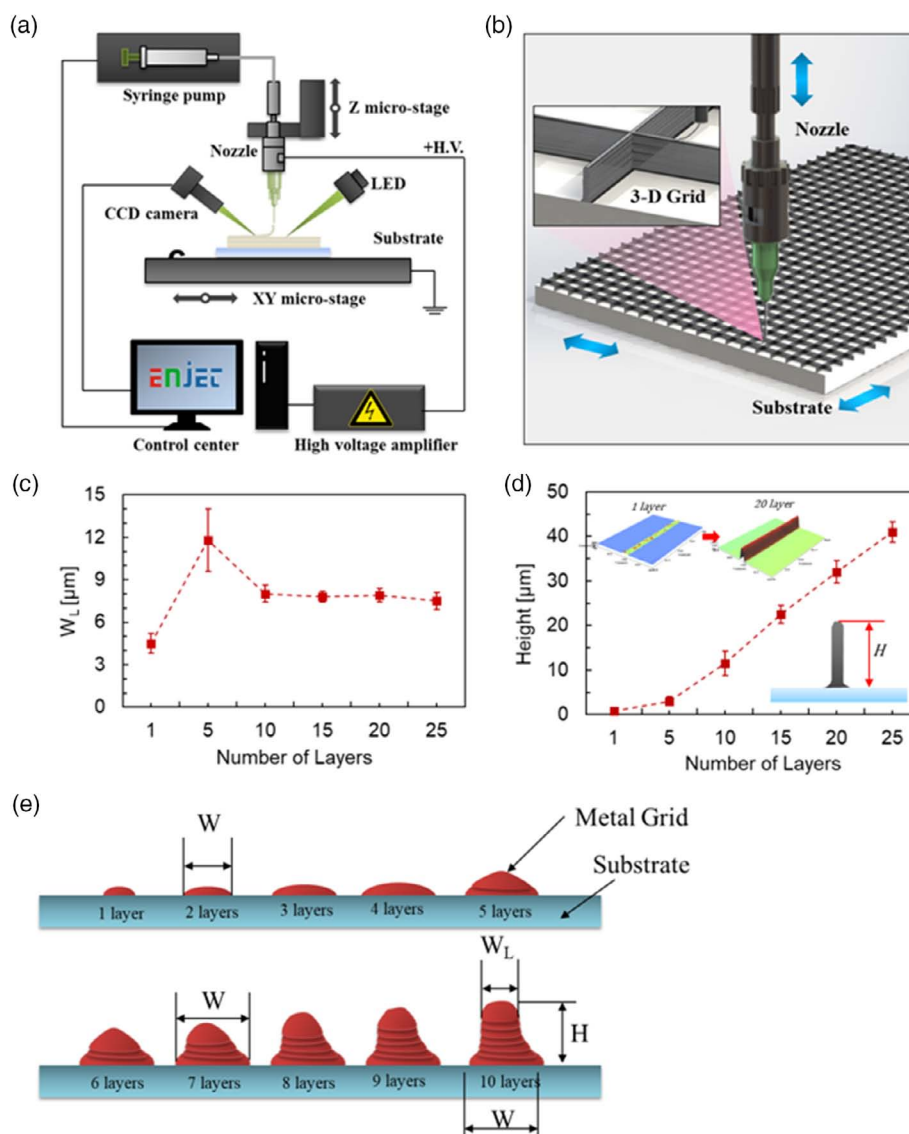 (a)
Syringe pump
Z micro-stage
Nozzle
+H.V.
LED
CCD camera
Substrate
XY micro-stage
ENJET
Control center
High voltage amplifier
(b)
Nozzle
3-D Grid
Substrate
(c)
15
12
9
6
3
0
W_L [µm]
1 5 10 15 20 25
Number of Layers
(d)
50
40
30
20
10
0
Height [µm]
1 layer
20 layer
H
1 5 10 15 20 25
Number of Layers
(e)
W
Metal Grid
Substrate
1 layer
2 layers
3 layers
4 layers
5 layers
W_L
W
H
6 layers
7 layers
8 layers
9 layers
10 layers
W